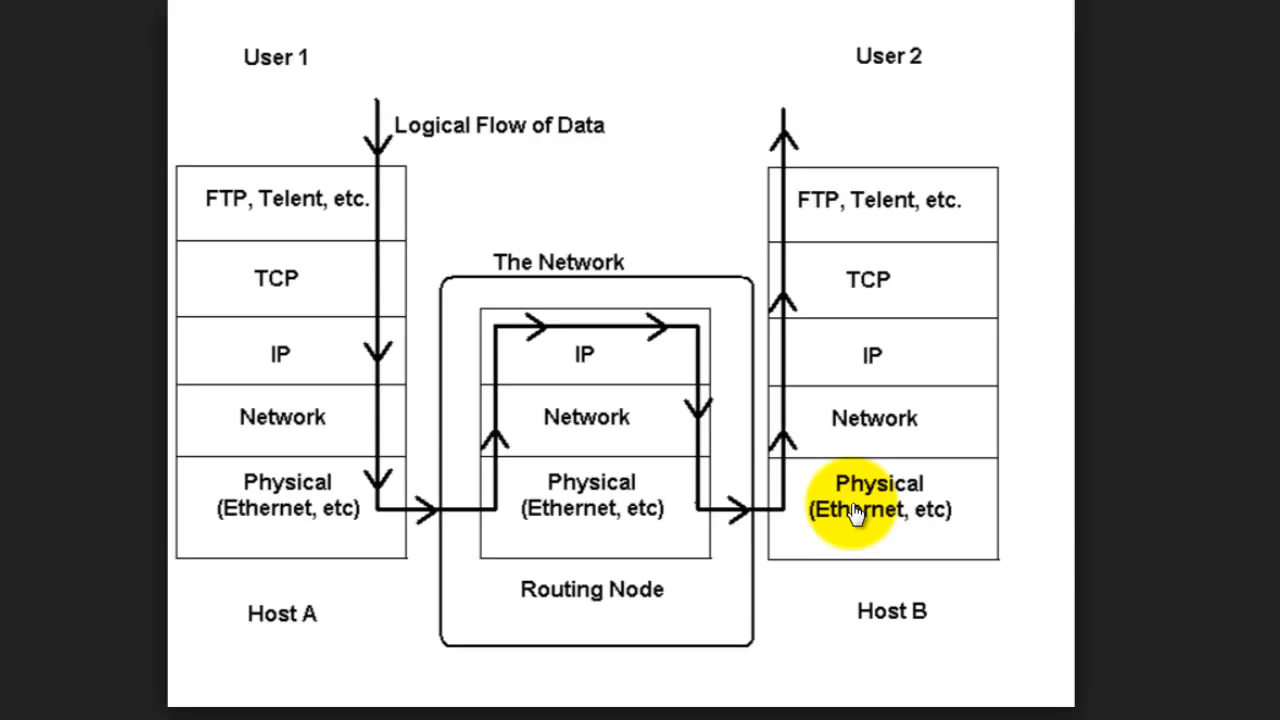 User 1
User 2
Logical Flow of Data
FTP, Telent, etc.
TCP
IP
Network
Physical
(Ethernet, etc)
Host A
The Network
IP
Network
Physical
(Ethernet, etc)
Routing Node
FTP, Telent, etc.
TCP
IP
Network
Physical
(Ethernet, etc)
Host B